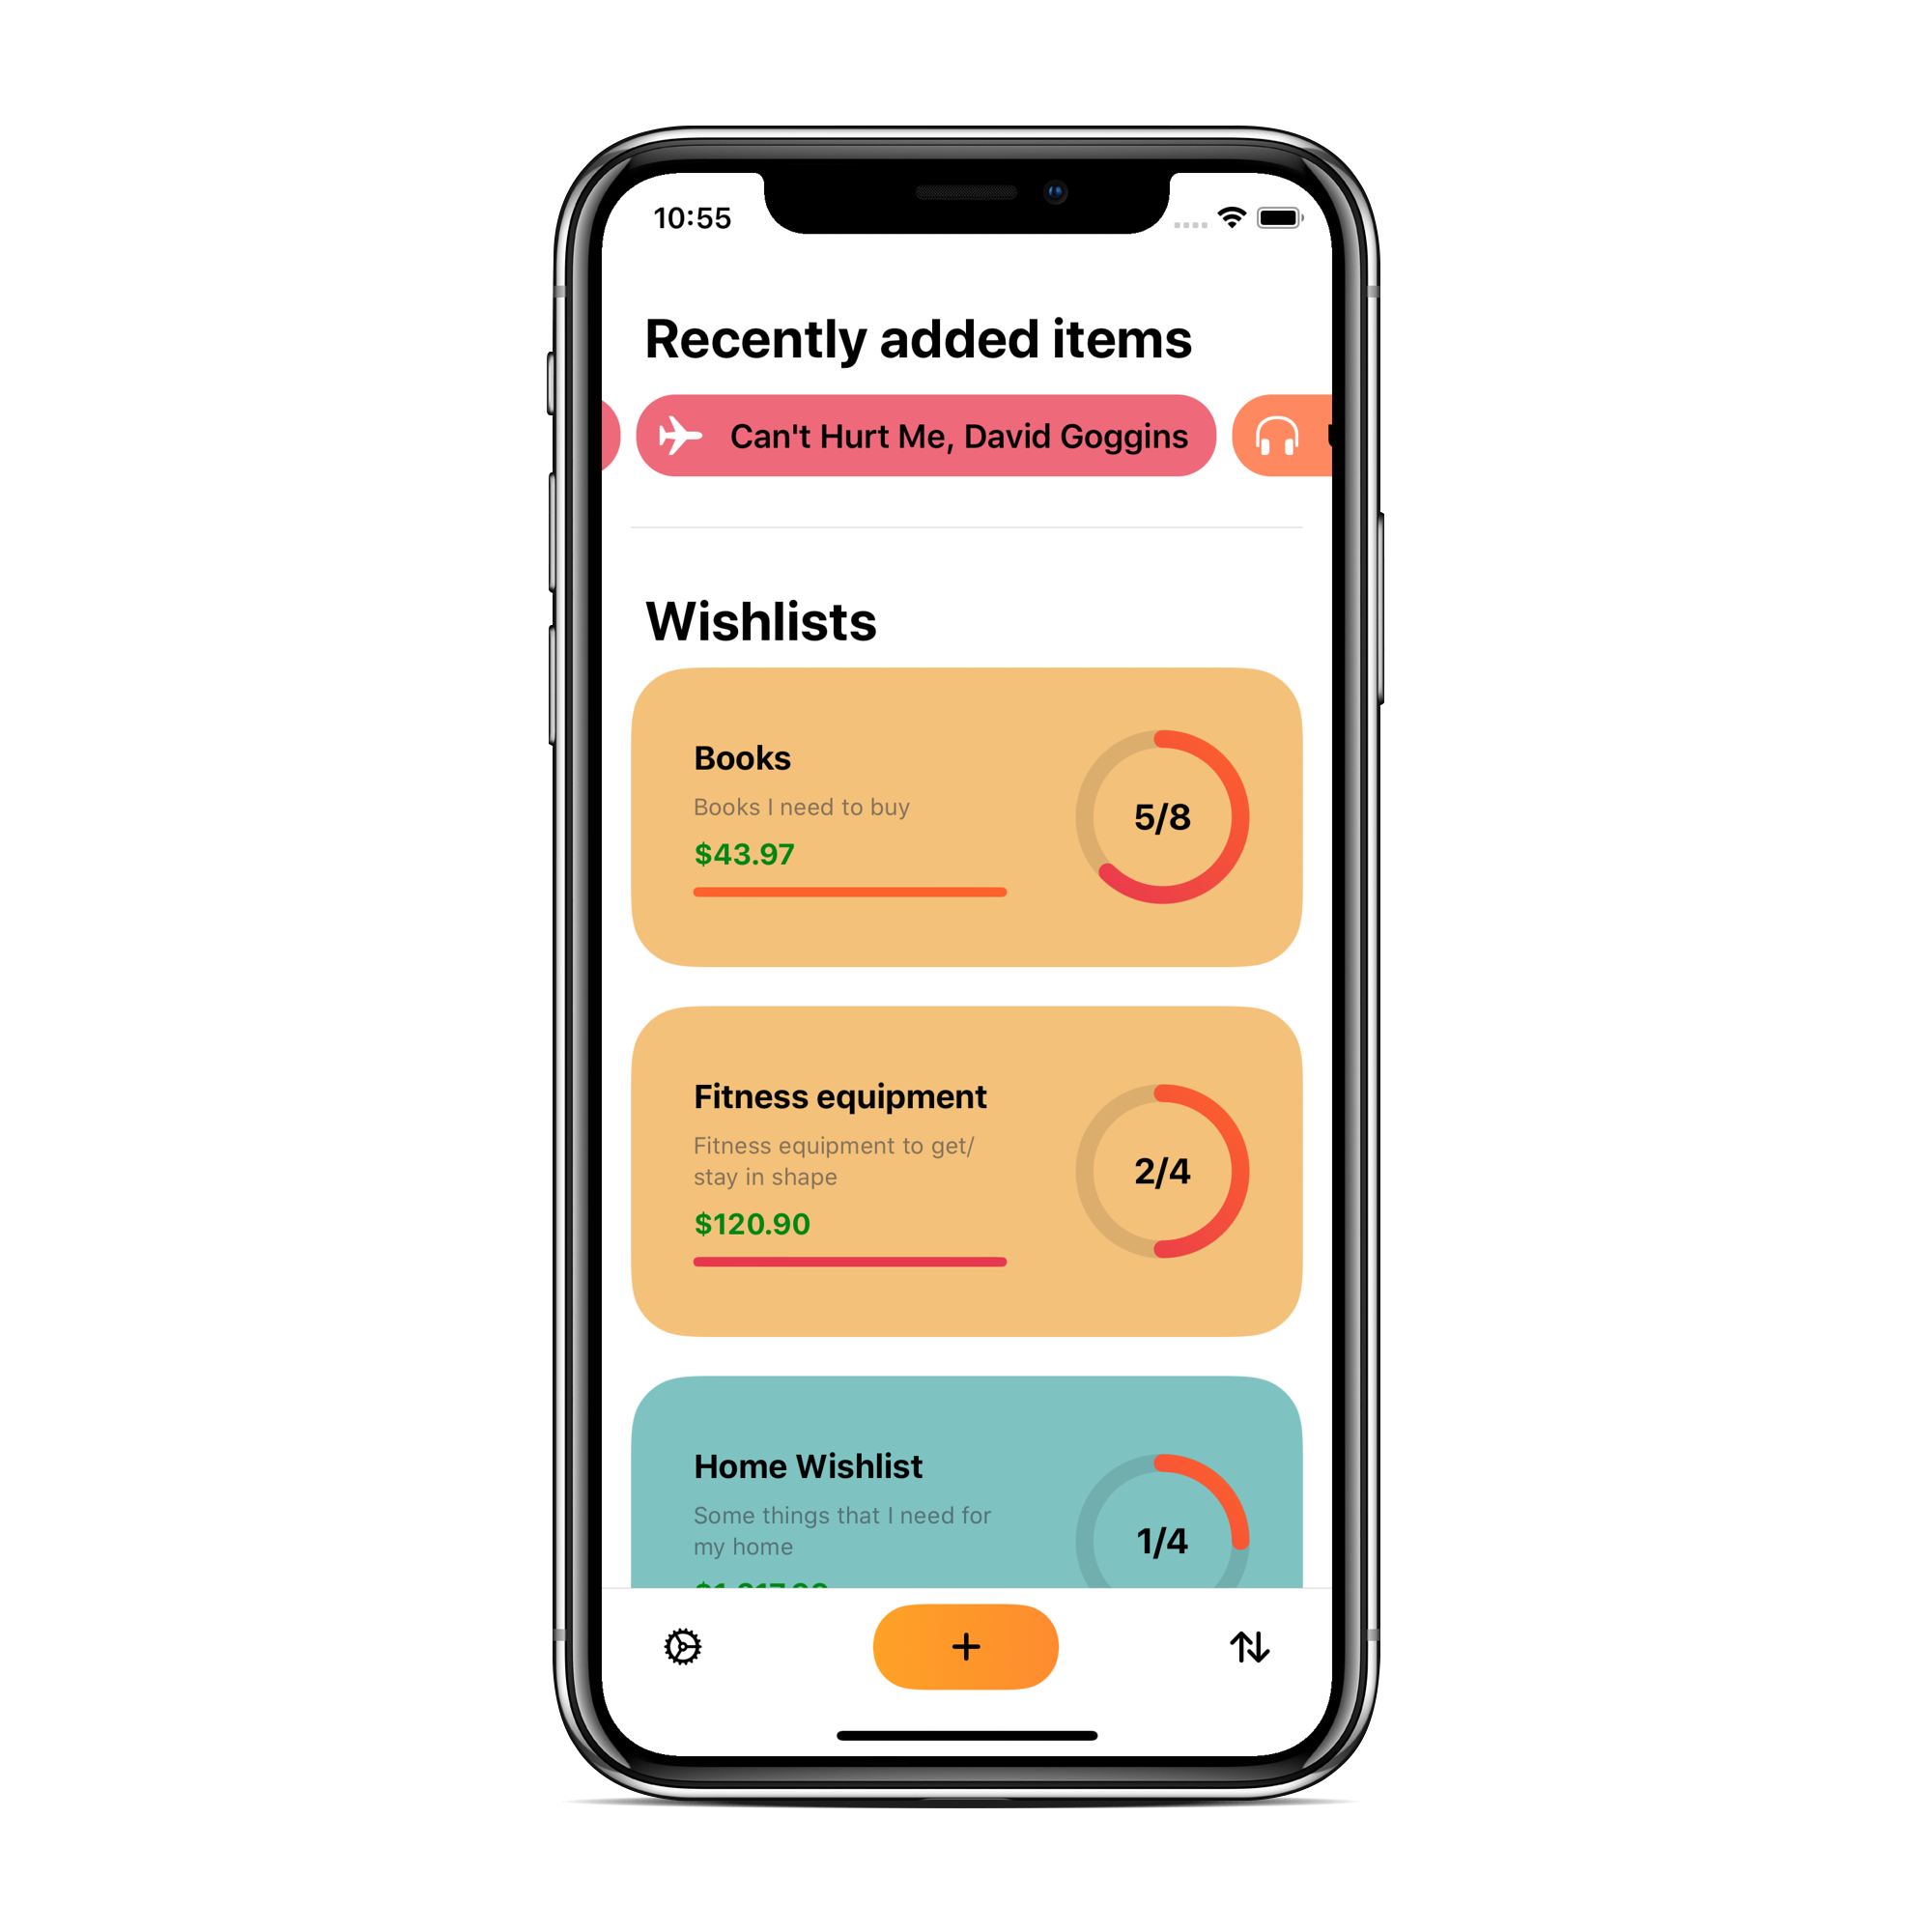 10:55
Recently added items
Can't Hurt Me, David Goggins
Wishlists
Books
Books I need to buy
$43.97
5/8
Fitness equipment
Fitness equipment to get/
stay in shape
$120.90
2/4
Home Wishlist
Some things that I need for
my home
1/4